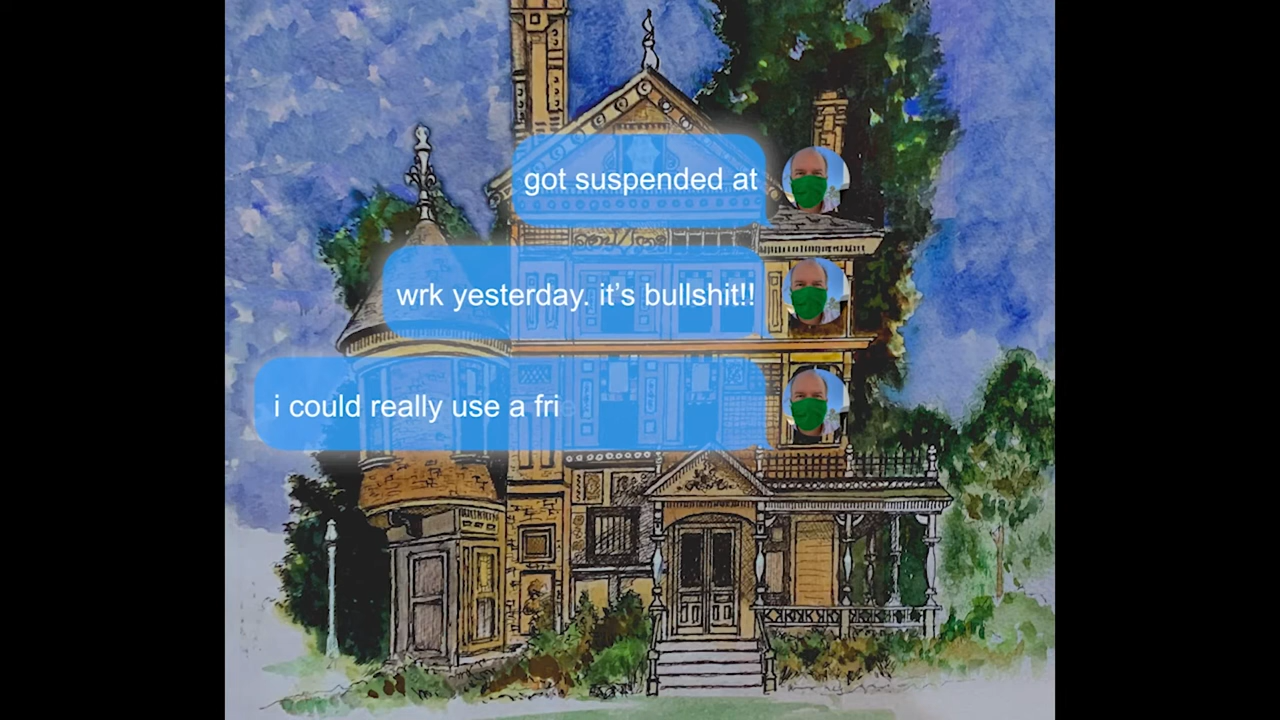 got suspended at
wrk yesterday. it’s bullshit!!
i could really use a fri